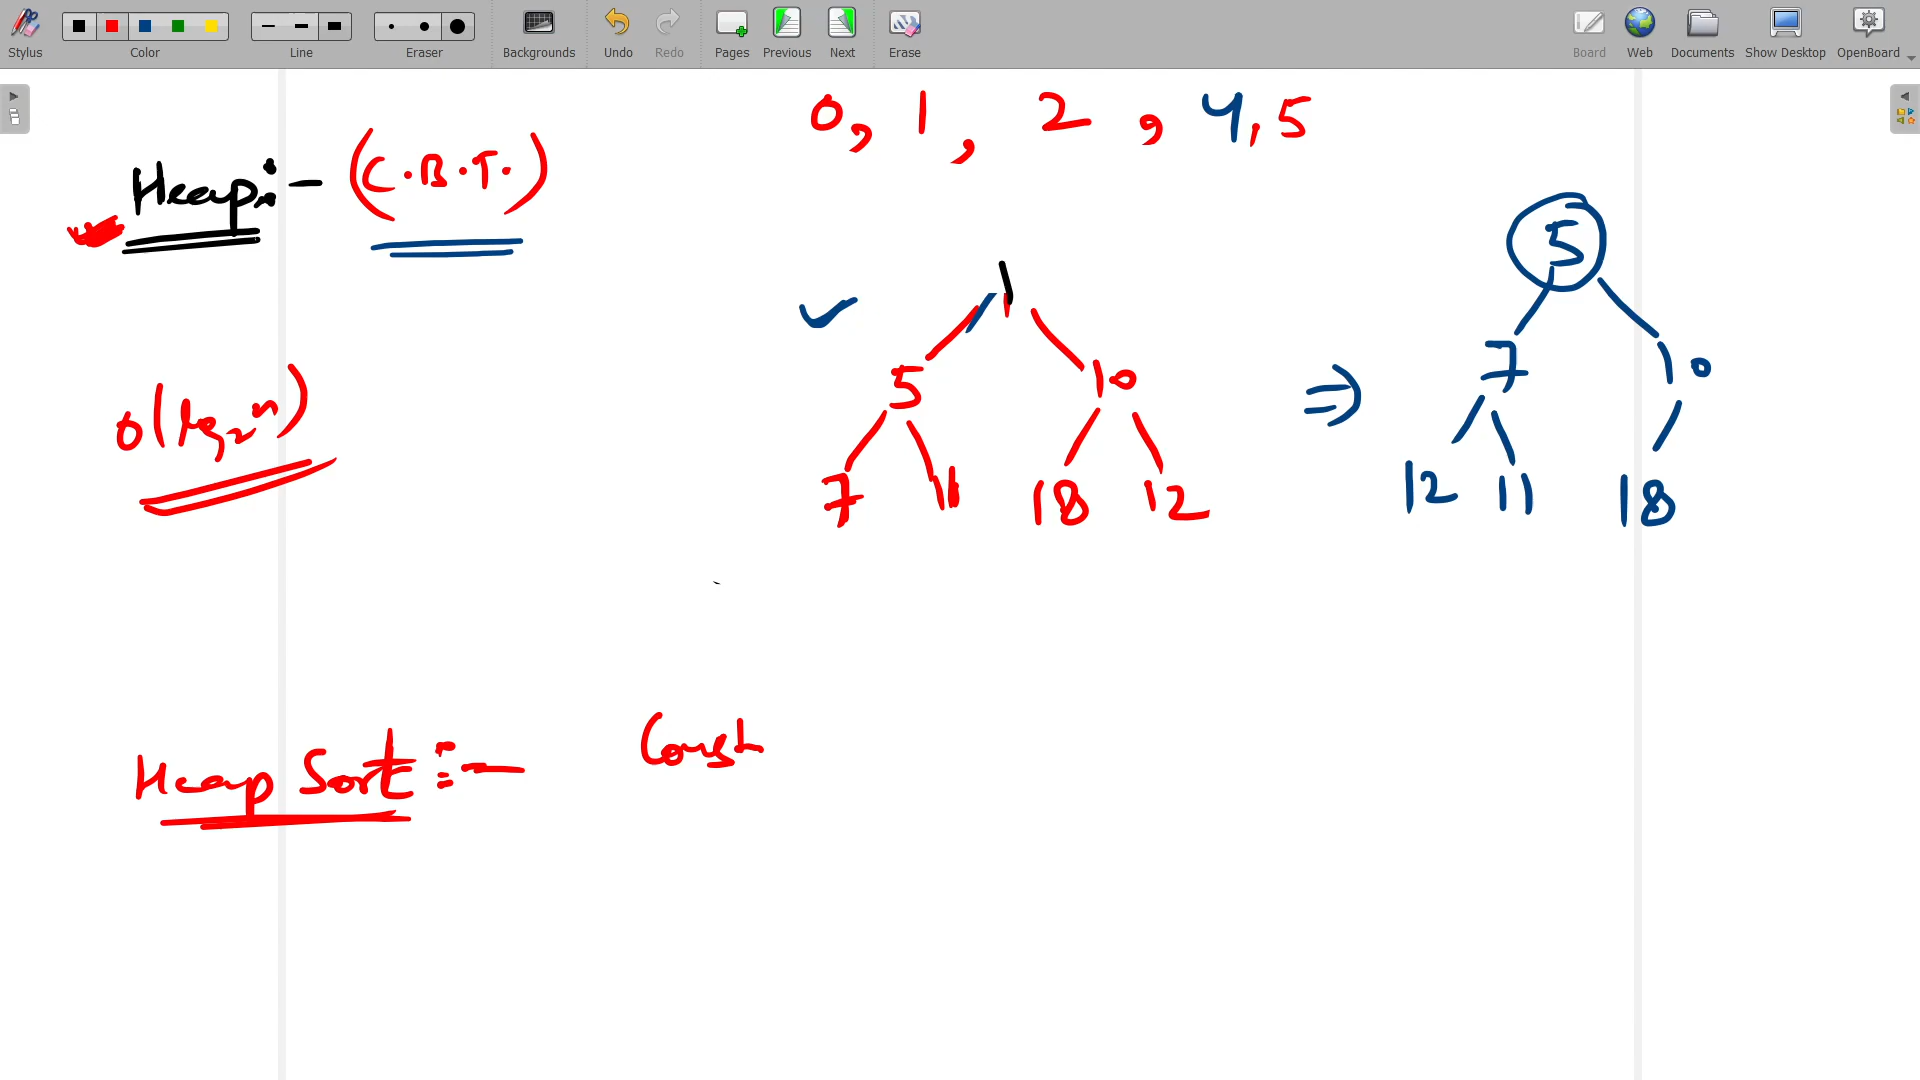 Stylus Color Line Eraser Backgrounds Undo Redo Pages Previous Next Erase Board Web Documents Show Desktop OpenBoard
0, 1, 2, 4, 5
Heap:- (C.B.T.)
1 5
5 10 ⇒ 7 10
7 11 18 12 12 11 18
O(log₂n)
Heap Sort :- Const